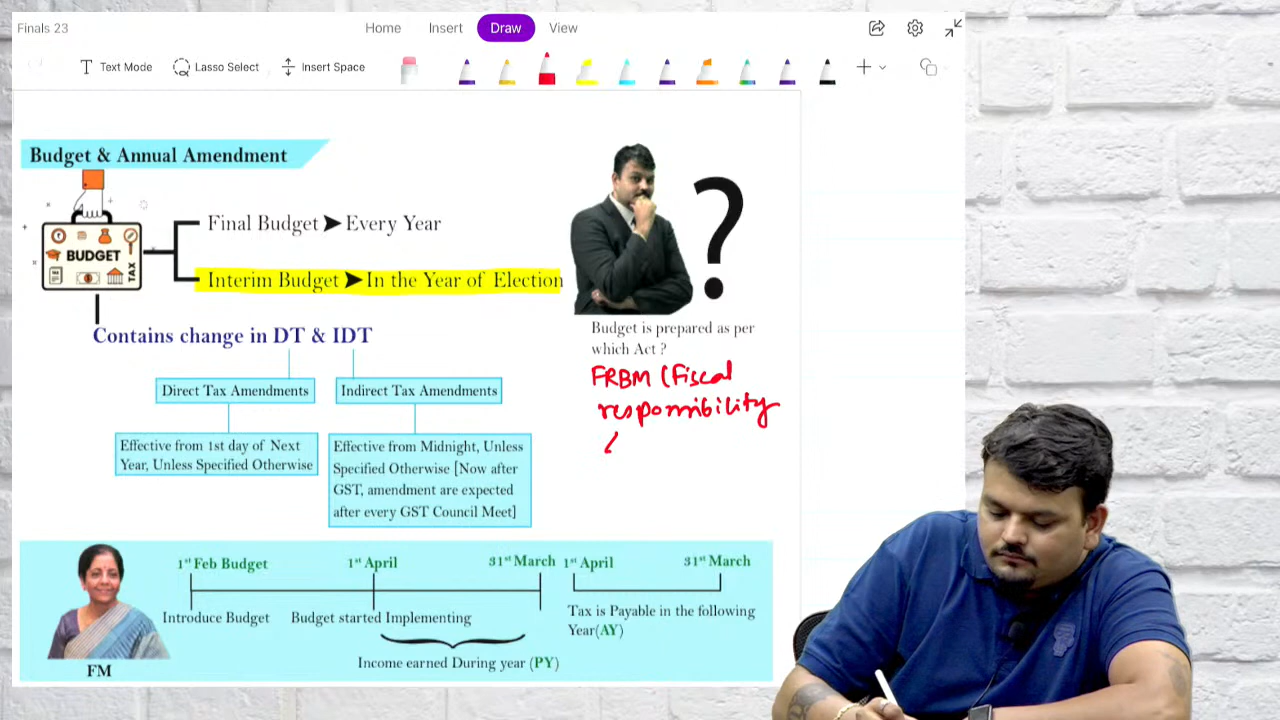 Finals 23
Home Insert Draw View
Text Mode Lasso Select Insert Space
Budget & Annual Amendment
BUDGET
TAX
Final Budget ➤ Every Year
Interim Budget ➤ In the Year of Election
Contains change in DT & IDT
Direct Tax Amendments
Indirect Tax Amendments
Effective from 1st day of Next
Year, Unless Specified Otherwise
Effective from Midnight, Unless
Specified Otherwise [Now after
GST, amendment are expected
after every GST Council Meet]
?
Budget is prepared as per
which Act ?
FRBM (Fiscal
responsibility
1st Feb Budget
1st April
31st March
1st April
31st March
Introduce Budget
Budget started Implementing
Tax is Payable in the following
Year(AY)
Income earned During year (PY)
FM